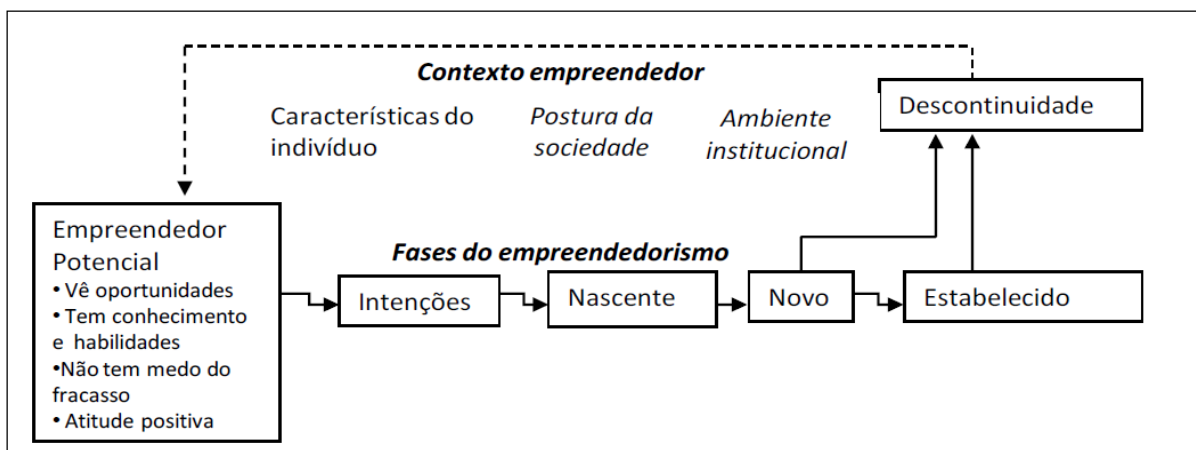 Contexto empreendedor
Características do
indivíduo
Postura da
sociedade
Ambiente
institucional
Descontinuidade
Empreendedor
Potencial
• Vê oportunidades
• Tem conhecimento
e habilidades
•Não tem medo do
fracasso
• Atitude positiva
Fases do empreendedorismo
Intenções
Nascente
Novo
Estabelecido